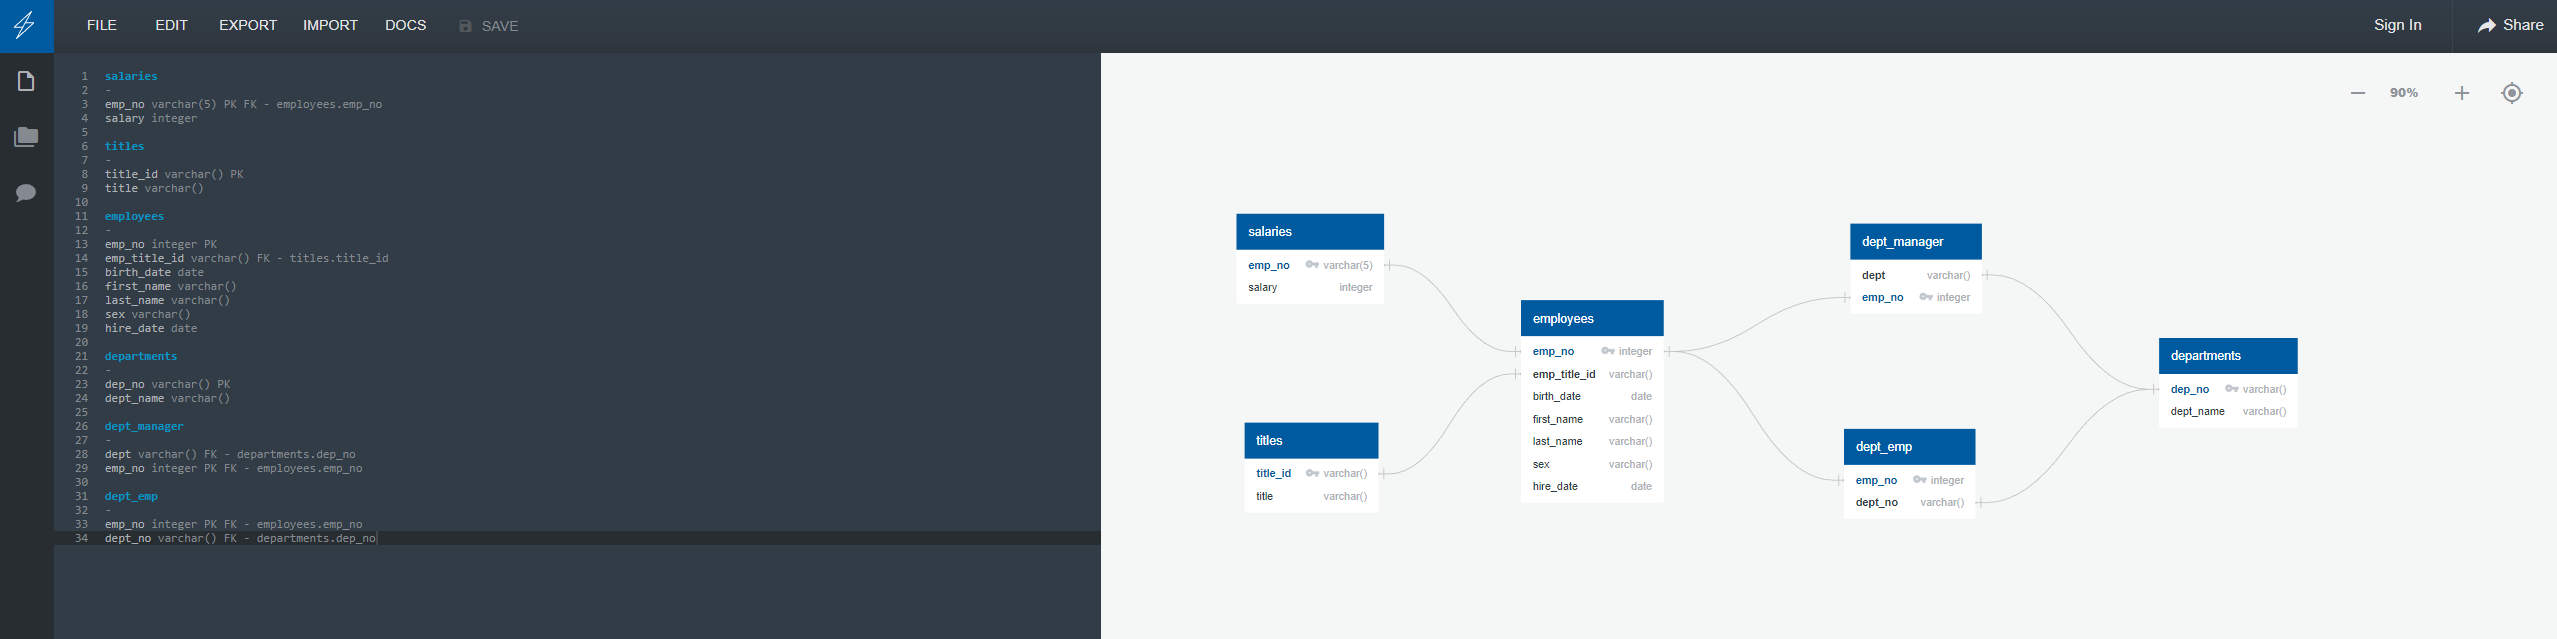 FILE EDIT EXPORT IMPORT DOCS SAVE Sign In Share
1 salaries
2 -
3 emp_no varchar(5) PK FK - employees.emp_no
4 salary integer
5
6 titles
7 -
8 title_id varchar() PK
9 title varchar()
10
11 employees
12 -
13 emp_no integer PK
14 emp_title_id varchar() FK - titles.title_id
15 birth_date date
16 first_name varchar()
17 last_name varchar()
18 sex varchar()
19 hire_date date
20
21 departments
22 -
23 dep_no varchar() PK
24 dept_name varchar()
25
26 dept_manager
27 -
28 dept varchar() FK - departments.dep_no
29 emp_no integer PK FK - employees.emp_no
30
31 dept_emp
32 -
33 emp_no integer PK FK - employees.emp_no
34 dept_no varchar() FK - departments.dep_no
90%
salaries
emp_no varchar(5)
salary integer
titles
title_id varchar()
title varchar()
employees
emp_no integer
emp_title_id varchar()
birth_date date
first_name varchar()
last_name varchar()
sex varchar()
hire_date date
dept_manager
dept varchar()
emp_no integer
dept_emp
emp_no integer
dept_no varchar()
departments
dep_no varchar()
dept_name varchar()